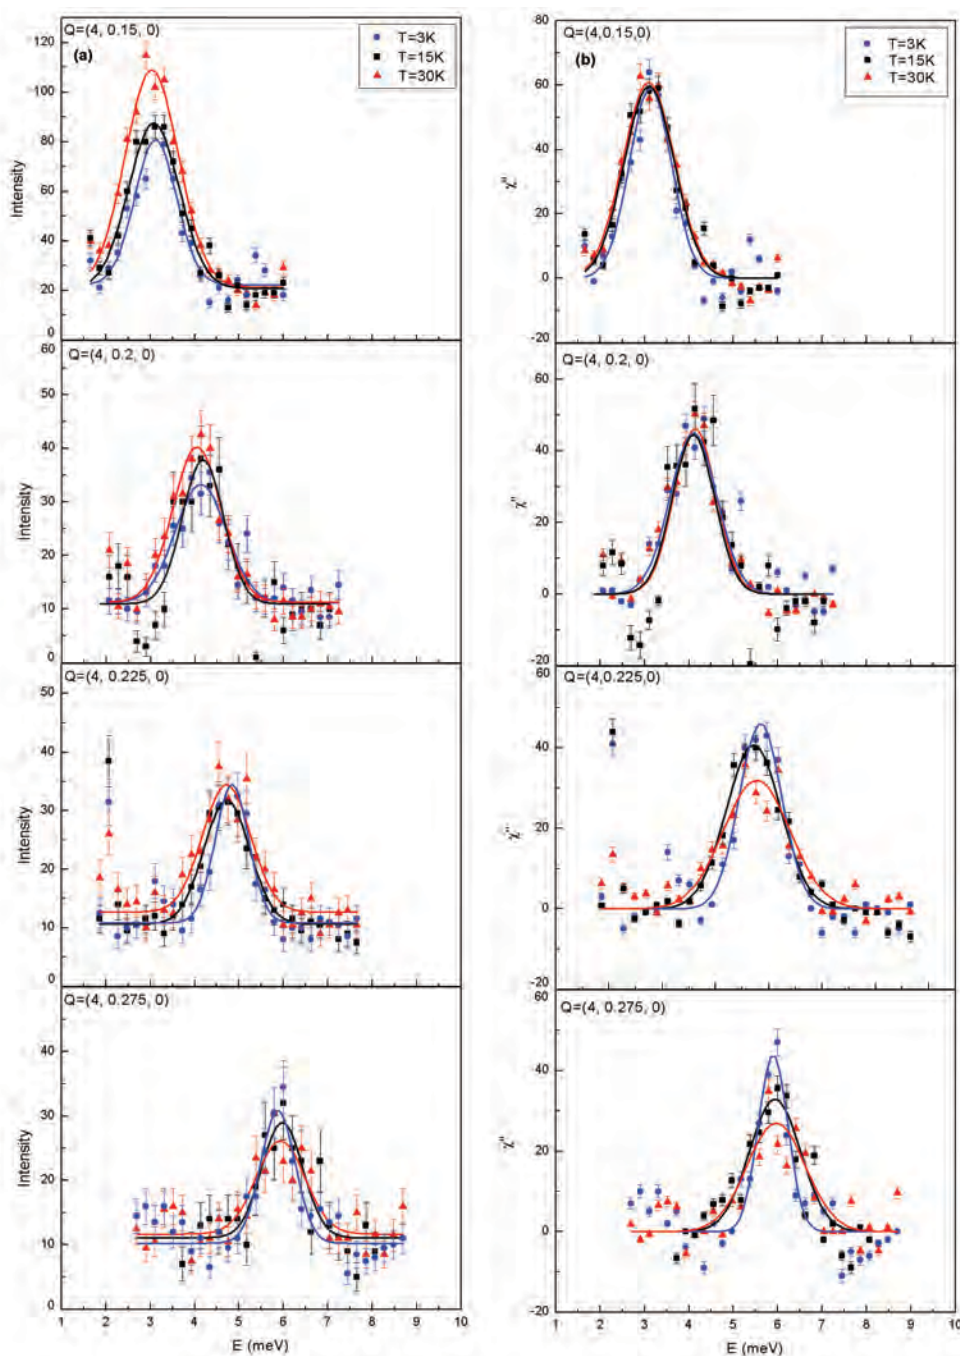 Q=(4, 0.15, 0)
(a)
T=3K
T=15K
T=30K
120
100
80
60
40
20
0
Intensity
Q=(4,0.15,0)
(b)
T=3K
T=15K
T=30K
80
60
40
20
0
-20
χ''
Q=(4, 0.2, 0)
60
50
40
30
20
10
0
Intensity
Q=(4, 0.2, 0)
60
40
20
0
-20
χ''
Q=(4, 0.225, 0)
50
40
30
20
10
0
Intensity
Q=(4,0.225,0)
60
40
20
0
-20
χ''
Q=(4, 0.275, 0)
40
30
20
10
0
Intensity
1 2 3 4 5 6 7 8 9 10
E (meV)
Q=(4, 0.275, 0)
60
40
20
0
-20
χ''
1 2 3 4 5 6 7 8 9 10
E (meV)